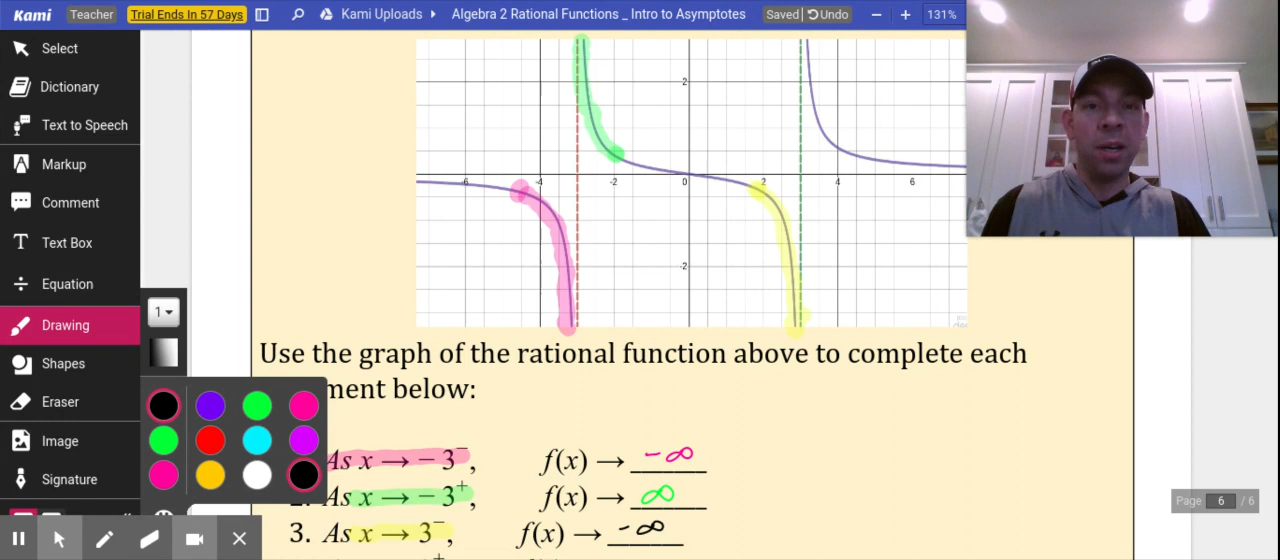 Kami Teacher Trial Ends In 57 Days Kami Uploads Algebra 2 Rational Functions _ Intro to Asymptotes Saved Undo − + 131%
Select
Dictionary
Text to Speech
Markup
Comment
Text Box
Equation
Drawing
Shapes
Eraser
Image
Signature
1
2
-6 -4 -2 0 2 4 6
-2
Use the graph of the rational function above to complete each
ment below:
As x → −3⁻, f(x) → -∞
2. As x → −3⁺, f(x) → ∞
3. As x → 3⁻, f(x) → -∞
Page 6 / 6